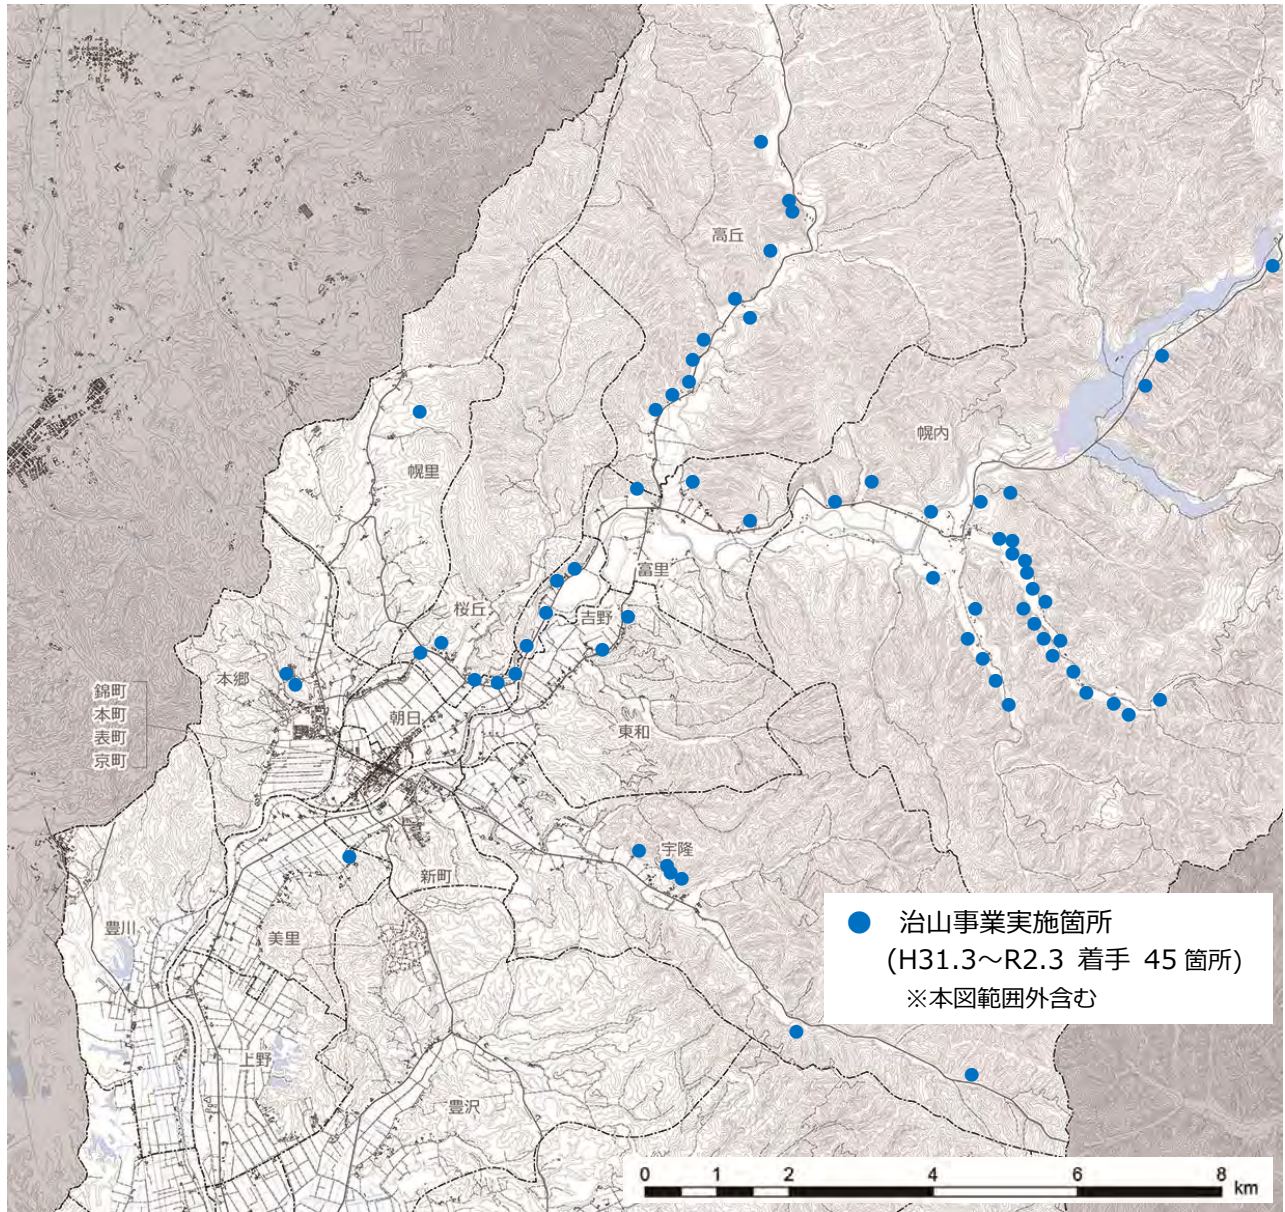 高丘
幌内
幌里
富里
桜丘
吉野
本郷
錦町
本町
表町
京町
朝日
東和
宇隆
新町
豊川
美里
上野
豊沢
治山事業実施箇所
(H31.3～R2.3 着手 45 箇所)
※本図範囲外含む
0 2 4 6 8 km